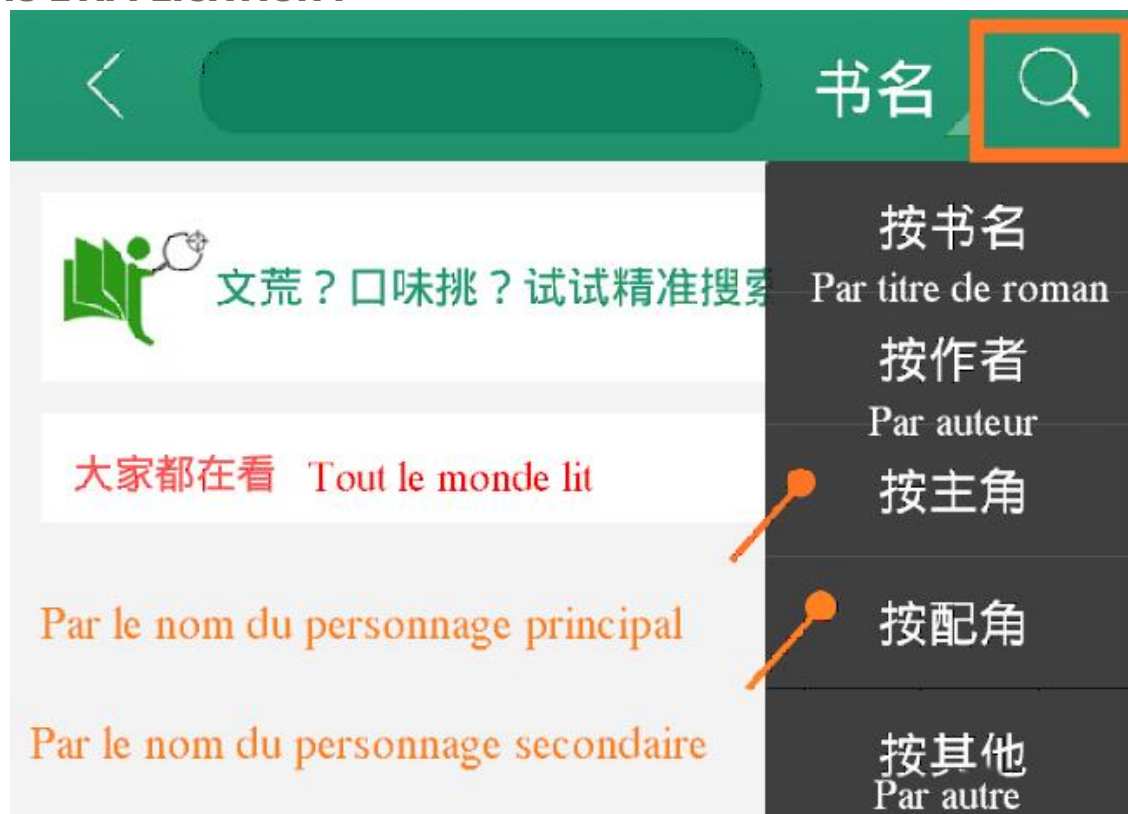 书名
按书名
Par titre de roman
文荒？口味挑？试试精准搜索
按作者
Par auteur
大家都在看 Tout le monde lit
按主角
Par le nom du personnage principal
按配角
Par le nom du personnage secondaire
按其他
Par autre